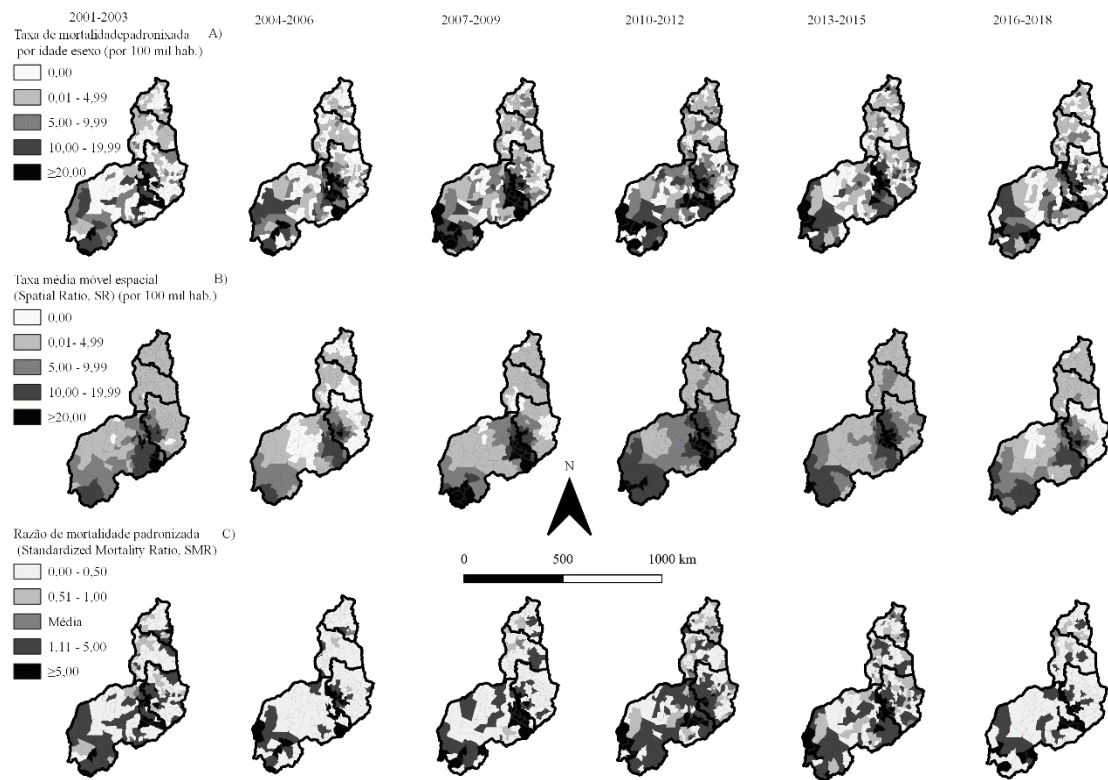 2001-2003
2004-2006
2007-2009
2010-2012
2013-2015
2016-2018
Taxa de mortalidadepadronixada A)
por idade esexo (por 100 mil hab.)
0,00
0,01 - 4,99
5,00 - 9,99
10,00 - 19,99
≥20,00
Taxa média móvel espacial B)
(Spatial Ratio, SR) (por 100 mil hab.)
0,00
0,01- 4,99
5,00 - 9,99
10,00 - 19,99
≥20,00
N
0 500 1000 km
Razão de mortalidade padronizada C)
(Standardized Mortality Ratio, SMR)
0,00 - 0,50
0,51 - 1,00
Média
1,11 - 5,00
≥5,00